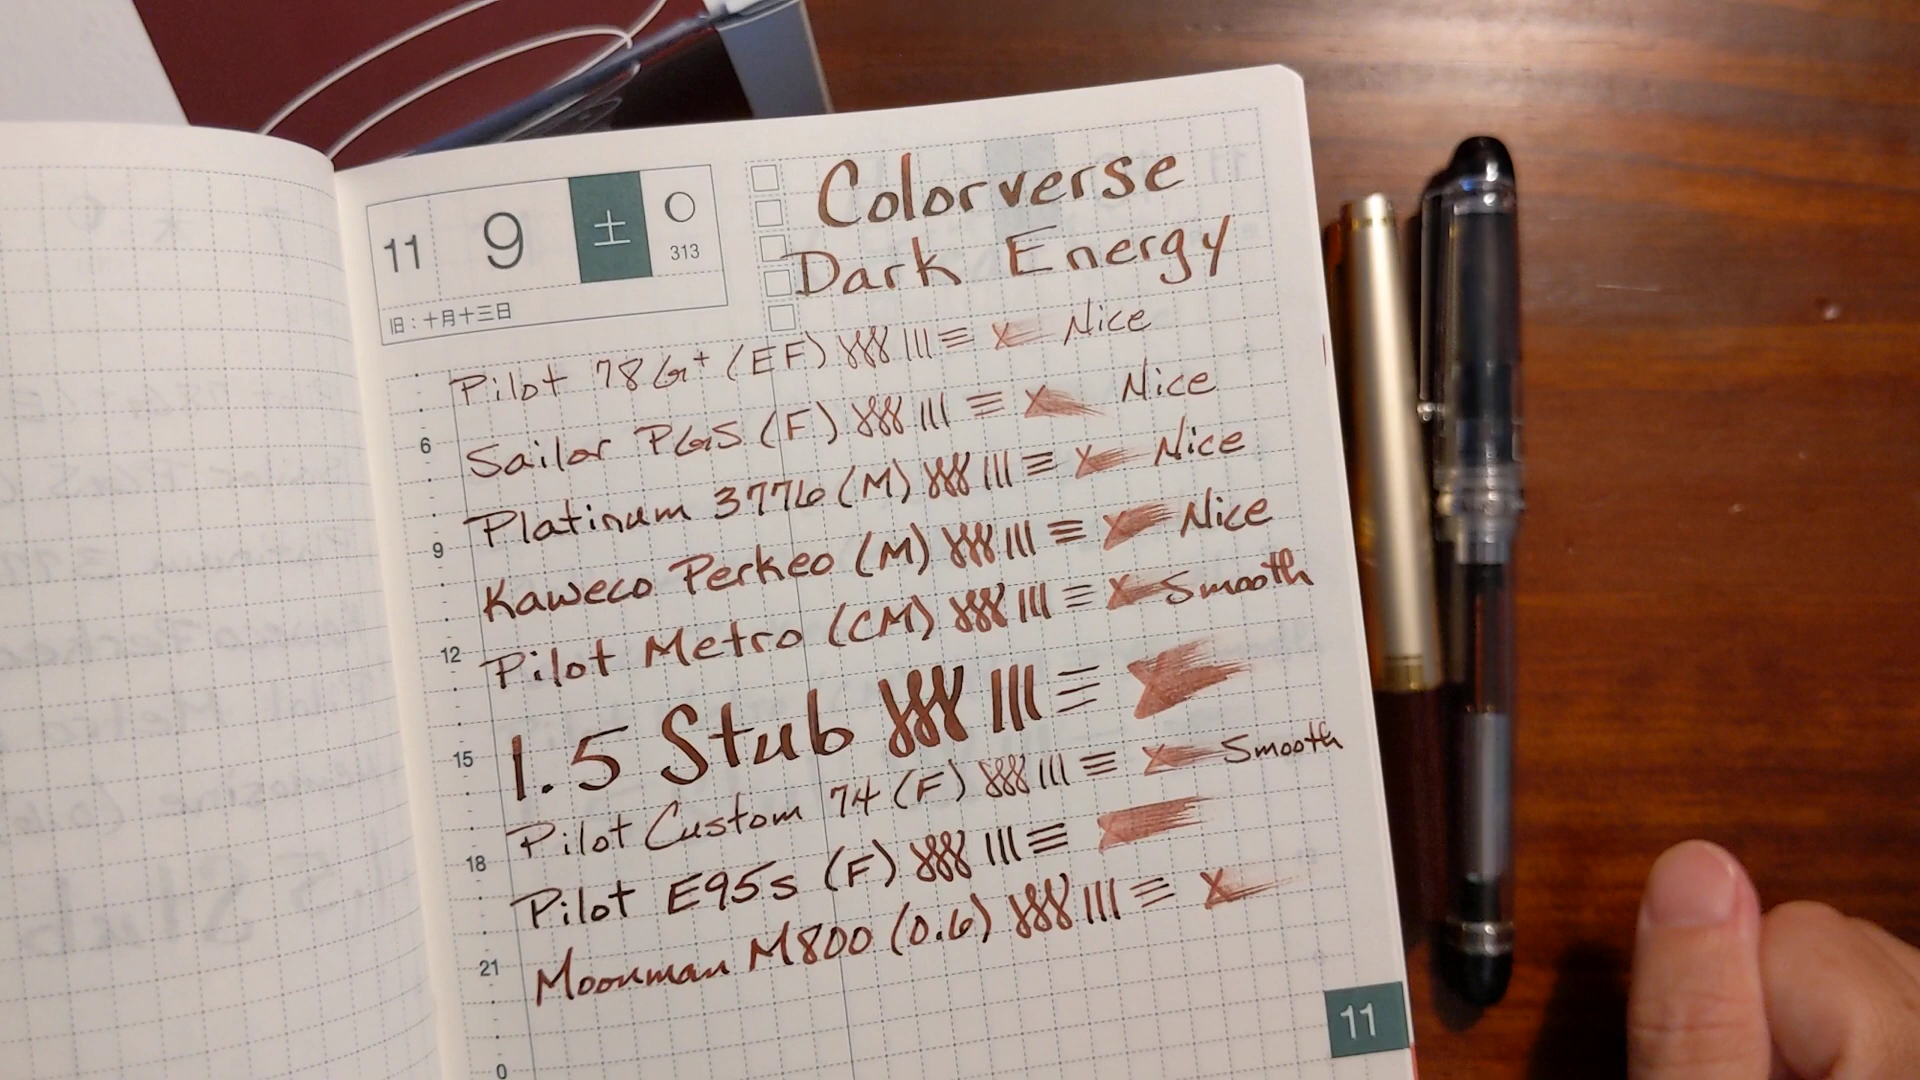 11 9 土 ○
313
旧：十月十三日
Colorverse
Dark Energy
Pilot 78G+ (EF) Nice
Sailor PGS (F) Nice
6
Platinum 3776 (M) Nice
9
Kaweco Perkeo (M) Nice
Pilot Metro (CM) Smooth
12
1.5 Stub
15
Pilot Custom 74 (F) Smooth
18
Pilot E95s (F)
Moonman M800 (0.6)
21
0
11